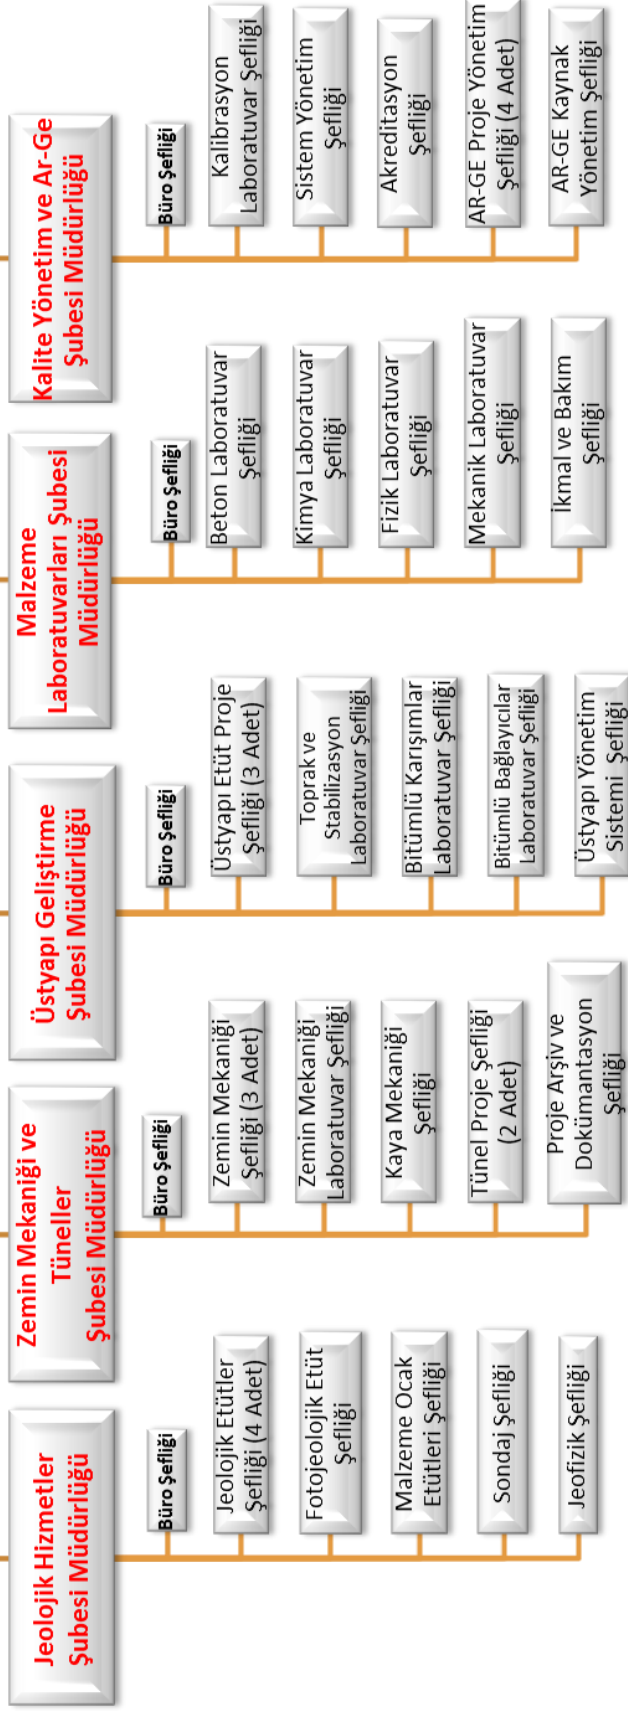 Jeolojik Hizmetler
Şubesi Müdürlüğü
Büro Şefliği
Jeolojik Etütler
Şefliği (4 Adet)
Fotojeolojik Etüt
Şefliği
Malzeme Ocak
Etütleri Şefliği
Sondaj Şefliği
Jeofizik Şefliği
Zemin Mekaniği ve
Tüneller
Şubesi Müdürlüğü
Büro Şefliği
Zemin Mekaniği
Şefliği (3 Adet)
Zemin Mekaniği
Laboratuvar Şefliği
Kaya Mekaniği
Şefliği
Tünel Proje Şefliği
(2 Adet)
Proje Arşiv ve
Dokümantasyon
Şefliği
Üstyapı Geliştirme
Şubesi Müdürlüğü
Büro Şefliği
Üstyapı Etüt Proje
Şefliği (3 Adet)
Toprak ve
Stabilizasyon
Laboratuvar Şefliği
Bitümlü Karışımlar
Laboratuvar Şefliği
Bitümlü Bağlayıcılar
Laboratuvar Şefliği
Üstyapı Yönetim
Sistemi Şefliği
Malzeme
Laboratuvarları Şubesi
Müdürlüğü
Büro Şefliği
Beton Laboratuvar
Şefliği
Kimya Laboratuvar
Şefliği
Fizik Laboratuvar
Şefliği
Mekanik Laboratuvar
Şefliği
İkmal ve Bakım
Şefliği
Kalite Yönetim ve Ar-Ge
Şubesi Müdürlüğü
Büro Şefliği
Kalibrasyon
Laboratuvar Şefliği
Sistem Yönetim
Şefliği
Akreditasyon
Şefliği
AR-GE Proje Yönetim
Şefliği (4 Adet)
AR-GE Kaynak
Yönetim Şefliği